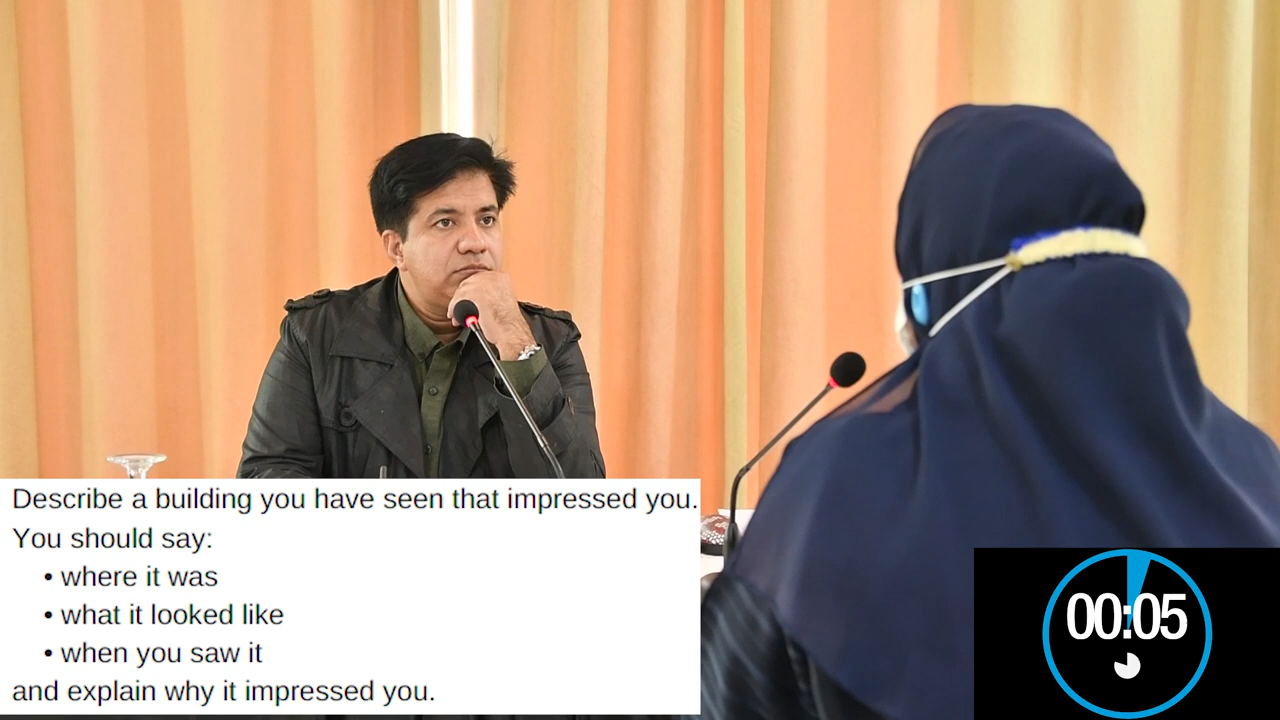 Describe a building you have seen that impressed you.
You should say:
• where it was
• what it looked like
• when you saw it
and explain why it impressed you.
00:05